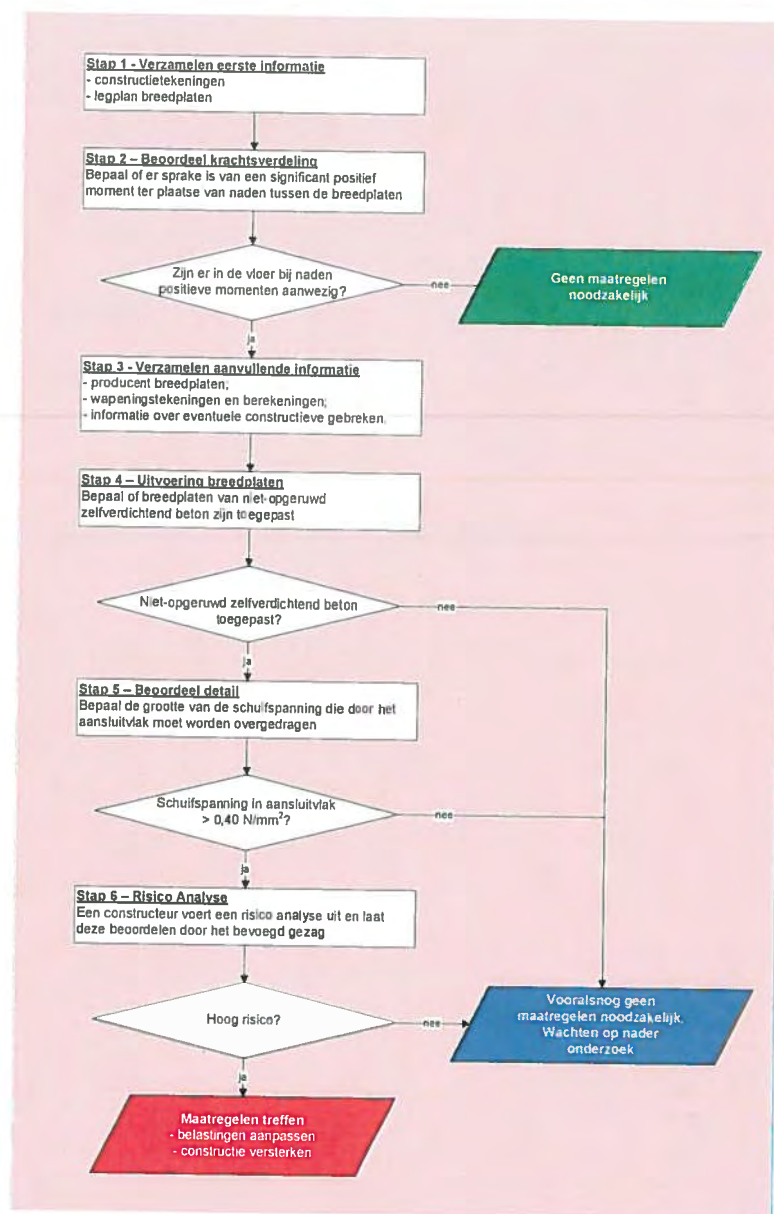 Stap 1 - Verzamelen eerste informatie
- constructietekeningen
- legplan breedplaten
Stap 2 – Beoordeel krachtsverdeling
Bepaal of er sprake is van een significant positief
moment ter plaatse van naden tussen de breedplaten
Zijn er in de vloer bij naden
positieve momenten aanwezig?
nee
Geen maatregelen
noodzakelijk
ja
Stap 3 - Verzamelen aanvullende informatie
- producent breedplaten;
- wapeningstekeningen en berekeningen;
- informatie over eventuele constructieve gebreken.
Stap 4 – Uitvoering breedplaten
Bepaal of breedplaten van niet-opgeruwd
zelfverdichtend beton zijn toegepast
Niet-opgeruwd zelfverdichtend beton
toegepast?
nee
ja
Stap 5 – Beoordeel detail
Bepaal de grootte van de schuifspanning die door het
aansluitvlak moet worden overgedragen
Schuifspanning in aansluitvlak
> 0,40 N/mm²?
nee
ja
Stap 6 – Risico Analyse
Een constructeur voert een risico analyse uit en laat
deze beoordelen door het bevoegd gezag
Hoog risico?
nee
Vooralsnog geen
maatregelen noodzakelijk.
Wachten op nader
onderzoek
ja
Maatregelen treffen
- belastingen aanpassen
- constructie versterken